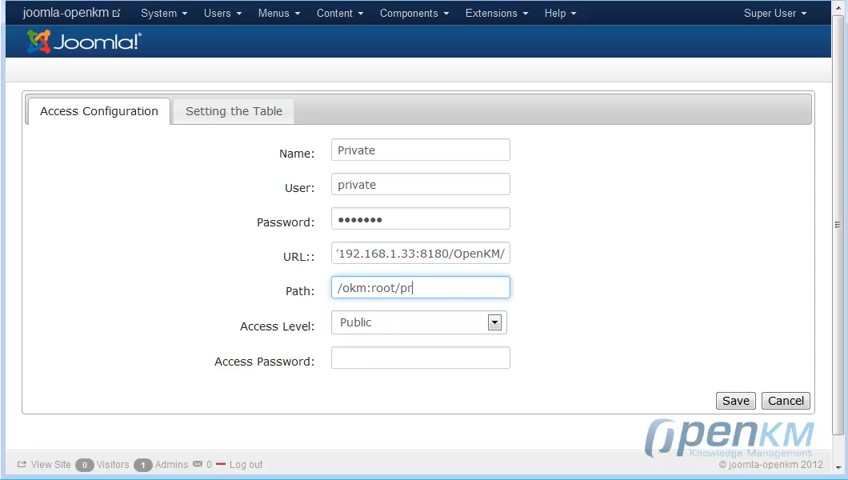 joomla-openkm System Users Menus Content Components Extensions Help Super User
Joomla!®
Access Configuration Setting the Table
Name: Private
User: private
Password: •••••••
URL:: '192.168.1.33:8180/OpenKM/
Path: /okm:root/pr
Access Level: Public
Access Password:
Save Cancel
OpenKM
Knowledge Management
View Site 0 Visitors 1 Admins 0 Log out © joomla-openkm 2012